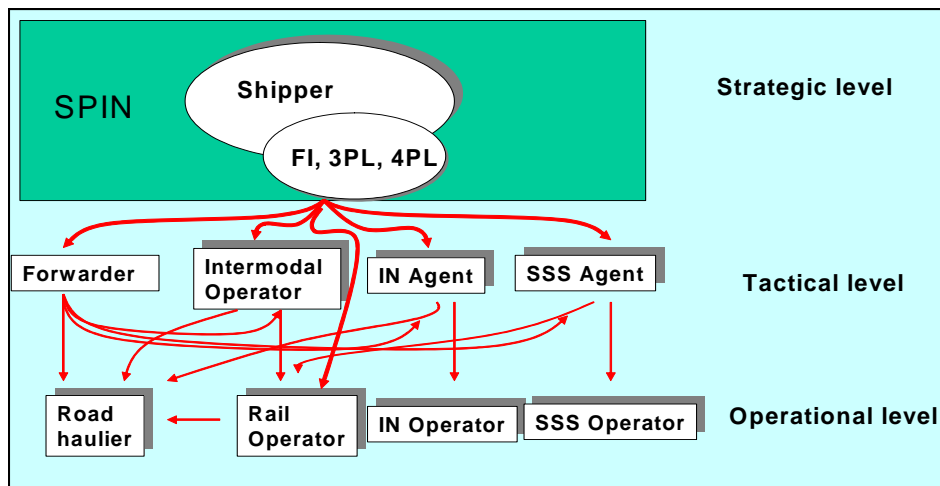 SPIN
Shipper
FI, 3PL, 4PL
Strategic level
Forwarder
Intermodal
Operator
IN Agent
SSS Agent
Tactical level
Road
haulier
Rail
Operator
IN Operator
SSS Operator
Operational level